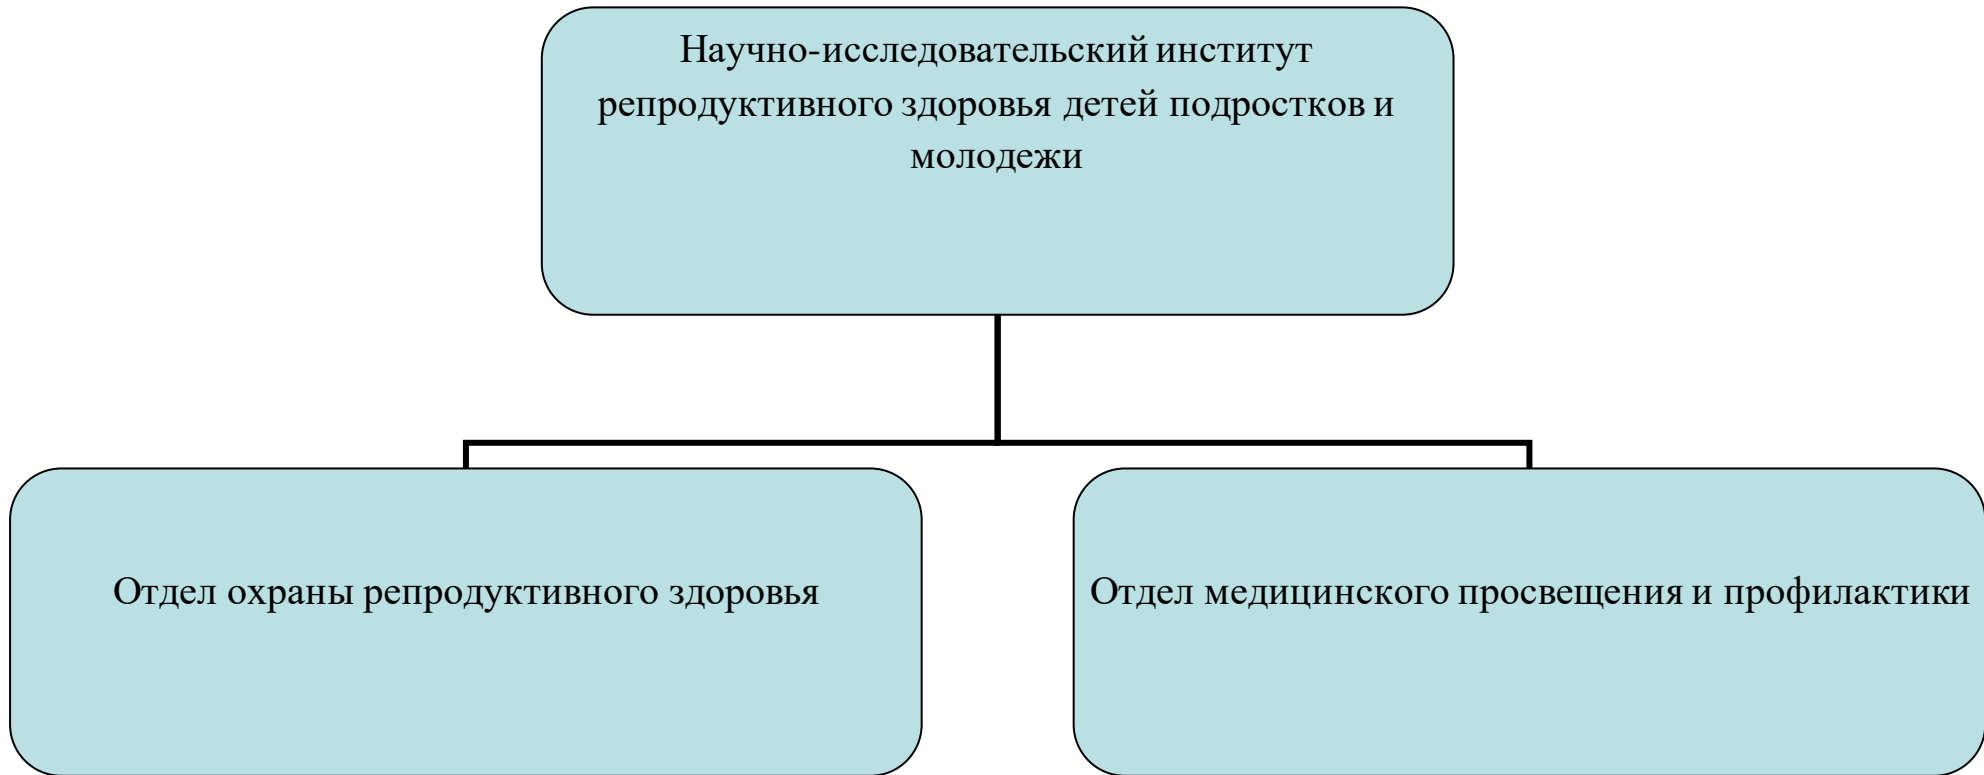 Научно-исследовательский институт
репродуктивного здоровья детей подростков и
молодежи
Отдел охраны репродуктивного здоровья
Отдел медицинского просвещения и профилактики